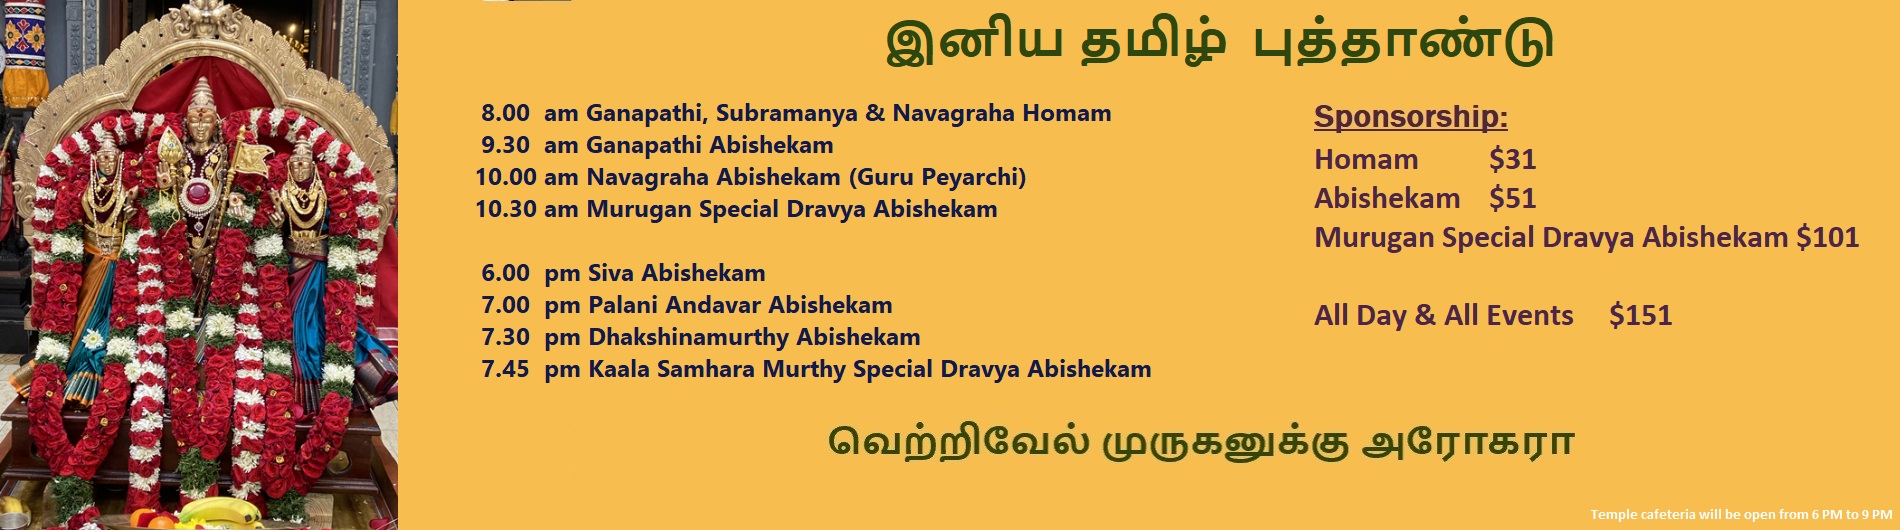 இனிய தமிழ் புத்தாண்டு
8.00 am Ganapathi, Subramanya & Navagraha Homam
9.30 am Ganapathi Abishekam
10.00 am Navagraha Abishekam (Guru Peyarchi)
10.30 am Murugan Special Dravya Abishekam
6.00 pm Siva Abishekam
7.00 pm Palani Andavar Abishekam
7.30 pm Dhakshinamurthy Abishekam
7.45 pm Kaala Samhara Murthy Special Dravya Abishekam
Sponsorship:
Homam $31
Abishekam $51
Murugan Special Dravya Abishekam $101
All Day & All Events $151
வெற்றிவேல் முருகனுக்கு அரோகரா
Temple cafeteria will be open from 6 PM to 9 PM